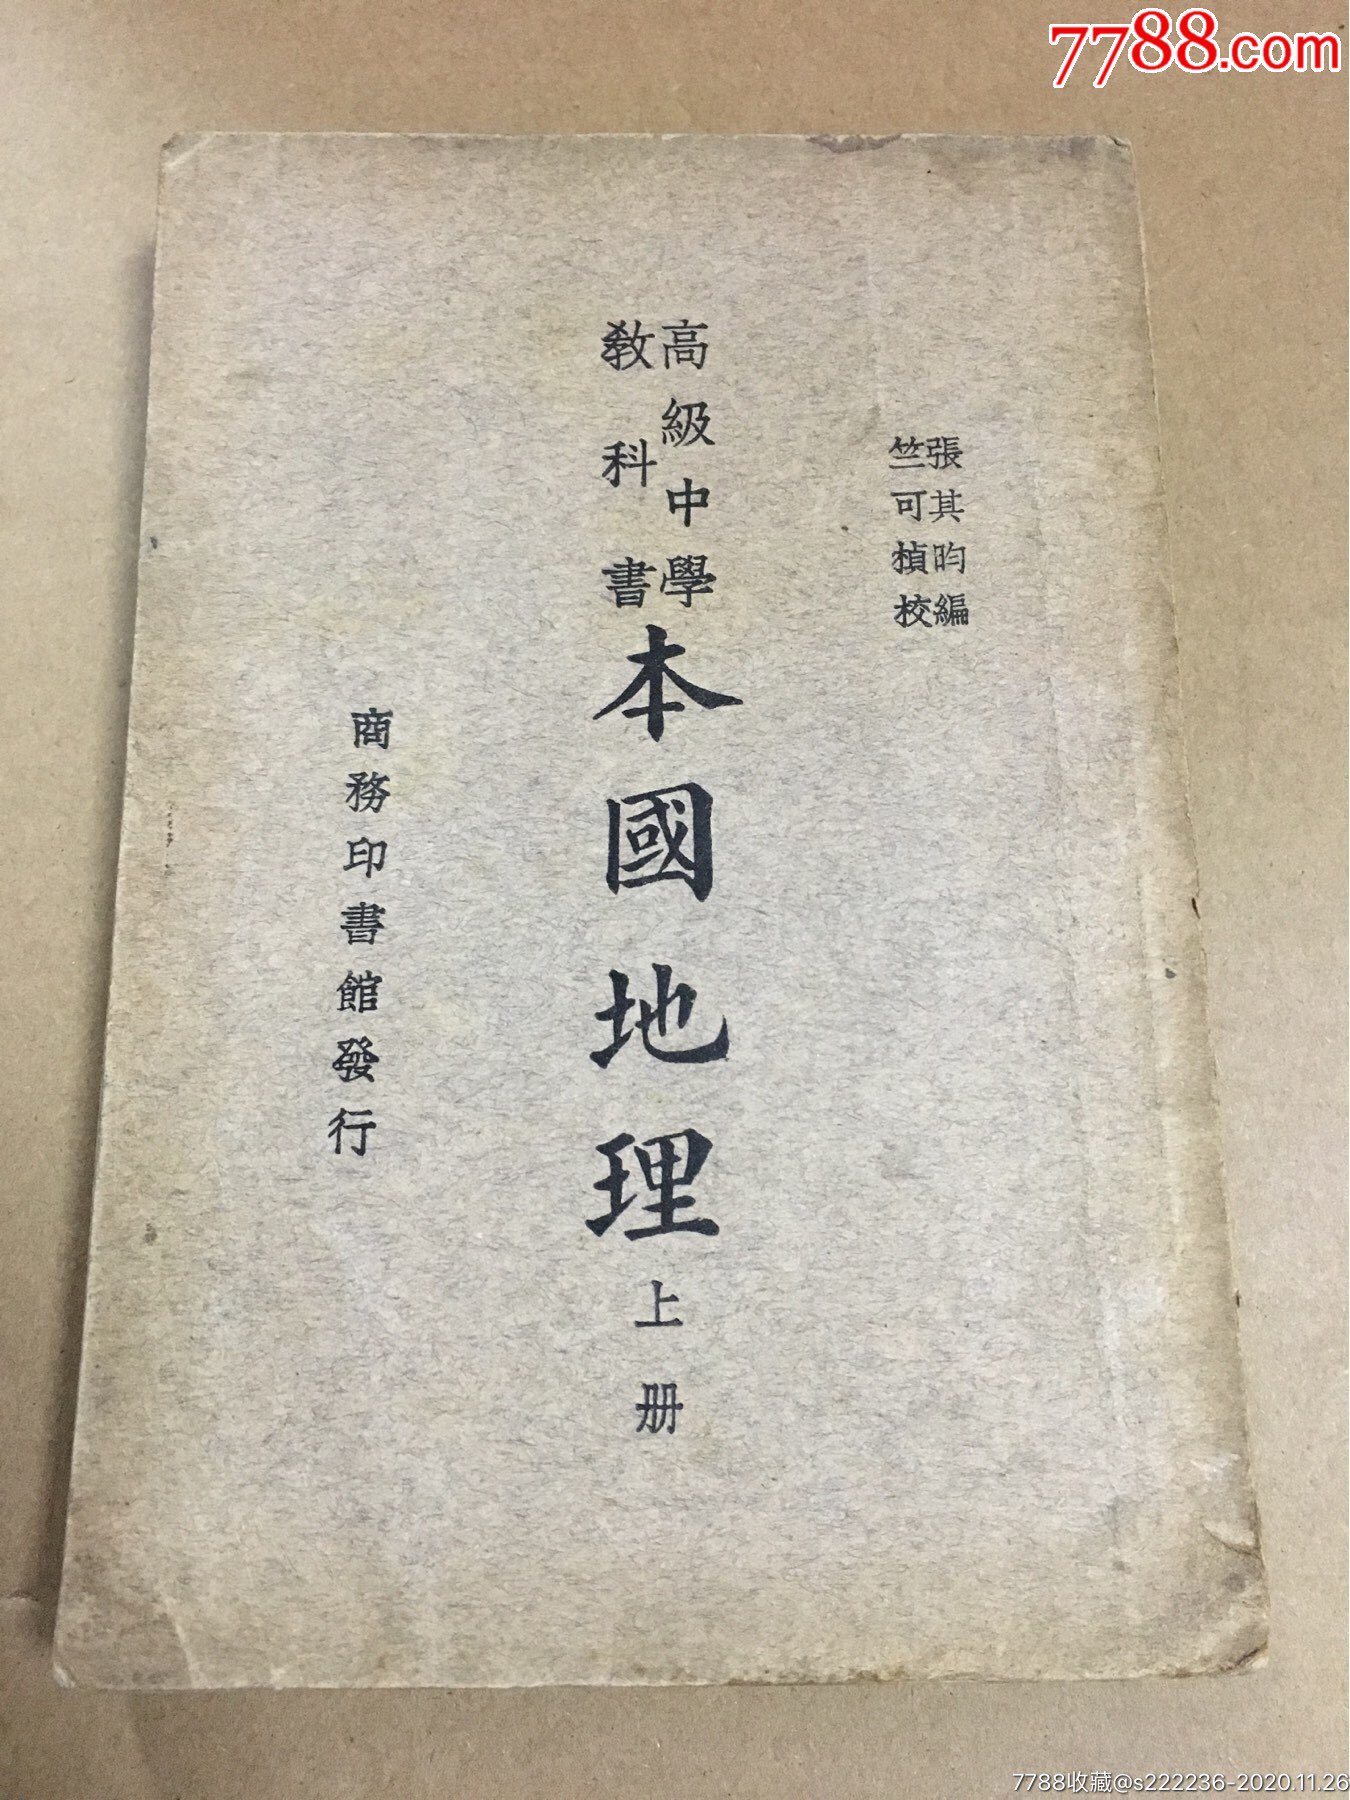 7788.com
張其昀編
竺可楨校
高級中學
教科書
本國地理
上册
商務印書館發行
7788收藏@s222236-2020.11.26